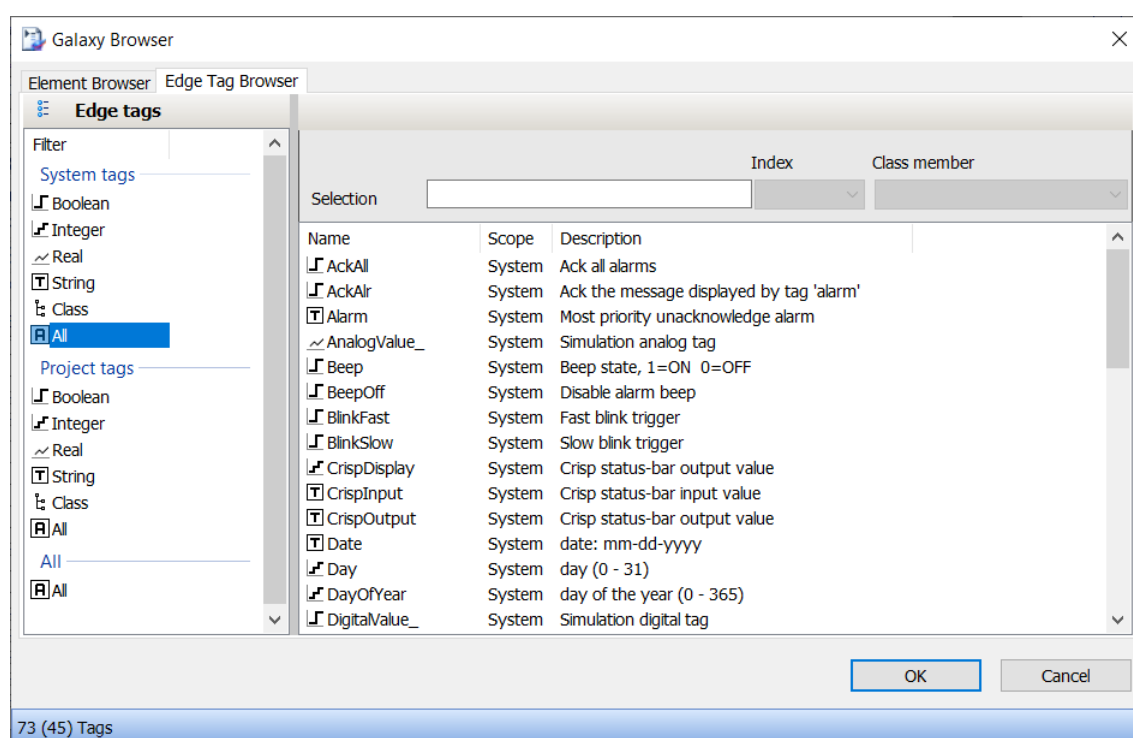 Galaxy Browser
Element Browser Edge Tag Browser
Edge tags
Filter
System tags
Boolean
Integer
Real
String
Class
All
Project tags
Boolean
Integer
Real
String
Class
All
All
All
Index Class member
Selection
Name Scope Description
AckAll System Ack all alarms
AckAlr System Ack the message displayed by tag 'alarm'
Alarm System Most priority unacknowledge alarm
AnalogValue_ System Simulation analog tag
Beep System Beep state, 1=ON 0=OFF
BeepOff System Disable alarm beep
BlinkFast System Fast blink trigger
BlinkSlow System Slow blink trigger
CrispDisplay System Crisp status-bar output value
CrispInput System Crisp status-bar input value
CrispOutput System Crisp status-bar output value
Date System date: mm-dd-yyyy
Day System day (0 - 31)
DayOfYear System day of the year (0 - 365)
DigitalValue_ System Simulation digital tag
OK Cancel
73 (45) Tags